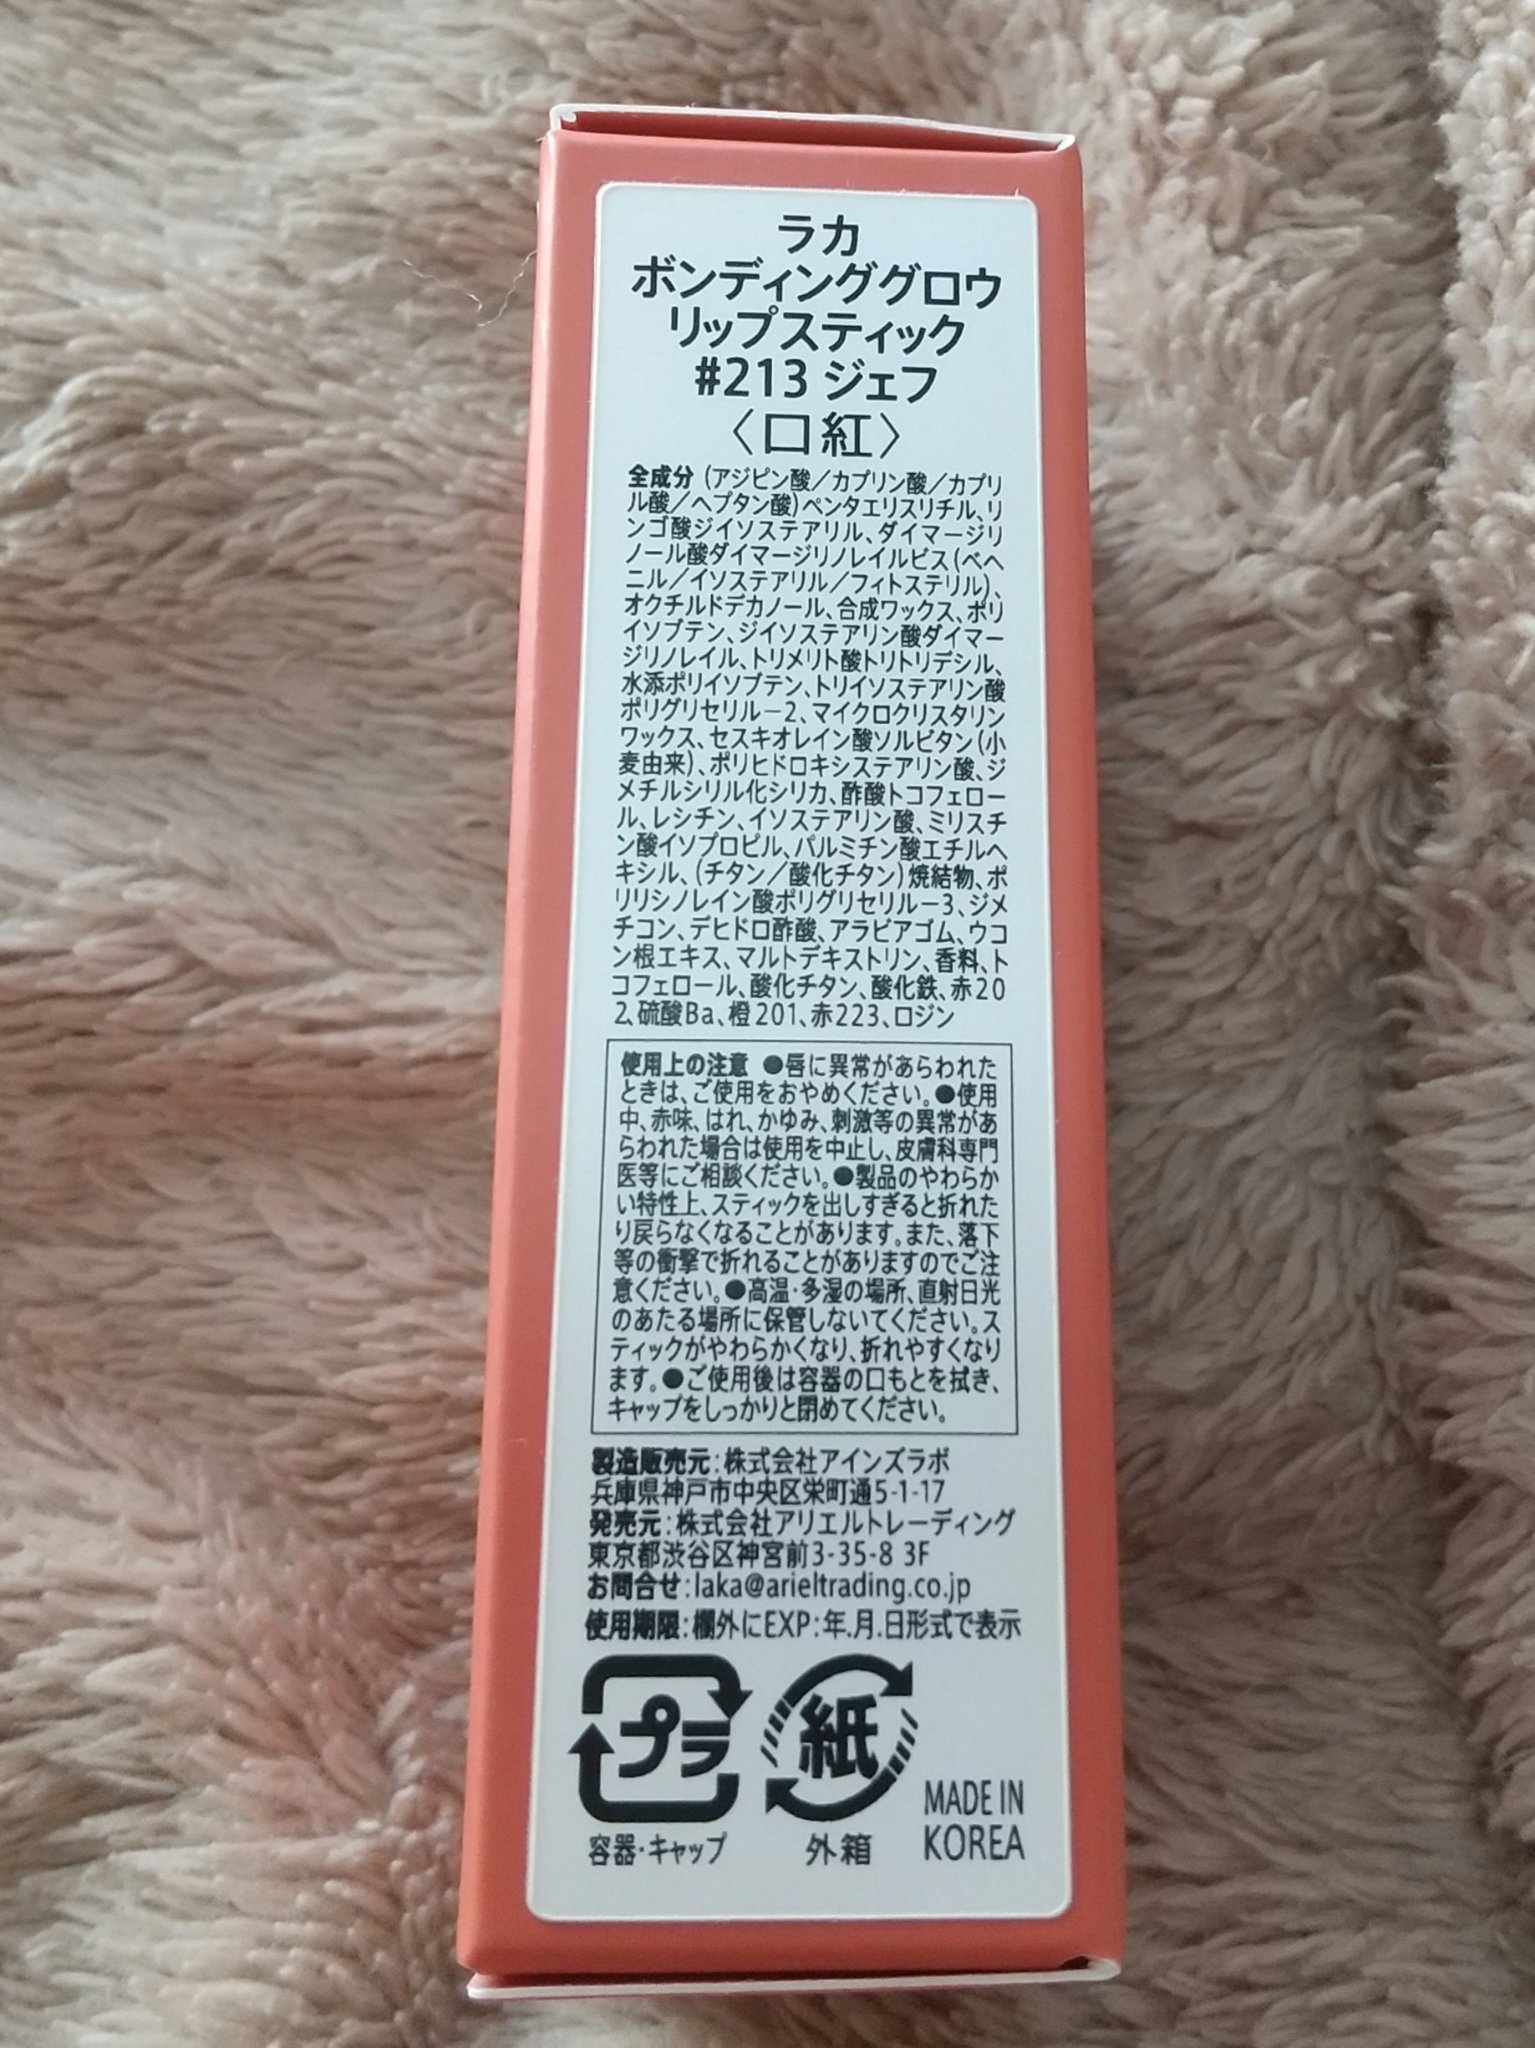 ラカ
ボンディンググロウ
リップスティック
#213 ジェフ
〈口紅〉
全成分 (アジピン酸／カプリン酸／カプリ
ル酸／ヘプタン酸)ペンタエリスリチル、リ
ンゴ酸ジイソステアリル、ダイマージリ
ノール酸ダイマージリノレイルビス(ベヘ
ニル／イソステアリル／フィトステリル)、
オクチルドデカノール、合成ワックス、ポリ
イソブテン、ジイソステアリン酸ダイマー
ジリノレイル、トリメリト酸トリトリデシル、
水添ポリイソブテン、トリイソステアリン酸
ポリグリセリル－2、マイクロクリスタリン
ワックス、セスキオレイン酸ソルビタン(小
麦由来)、ポリヒドロキシステアリン酸、ジ
メチルシリル化シリカ、酢酸トコフェロー
ル、レシチン、イソステアリン酸、ミリスチ
ン酸イソプロピル、パルミチン酸エチルヘ
キシル、(チタン／酸化チタン)焼結物、ポ
リリシノレイン酸ポリグリセリル－3、ジメ
チコン、デヒドロ酢酸、アラビアゴム、ウコ
ン根エキス、マルトデキストリン、香料、ト
コフェロール、酸化チタン、酸化鉄、赤20
2、硫酸Ba、橙201、赤223、ロジン
使用上の注意 ●唇に異常があらわれた
ときは、ご使用をおやめください。●使用
中、赤味、はれ、かゆみ、刺激等の異常があ
らわれた場合は使用を中止し、皮膚科専門
医等にご相談ください。●製品のやわらか
い特性上、スティックを出しすぎると折れた
り戻らなくなることがあります。また、落下
等の衝撃で折れることがありますのでご注
意ください。●高温・多湿の場所、直射日光
のあたる場所に保管しないてください。ス
ティックがやわらかくなり、折れやすくなり
ます。●ご使用後は容器の口もとを拭き、
キャップをしっかりと閉めてください。
製造販売元：株式会社アインズラボ
兵庫県神戸市中央区栄町通5-1-17
発売元：株式会社アリエルトレーディング
東京都渋谷区神宮前3-35-8 3F
お問合せ：laka@arieltrading.co.jp
使用期限：欄外にEXP：年.月.日形式で表示
プラ 紙
MADE IN
容器・キャップ 外箱 KOREA